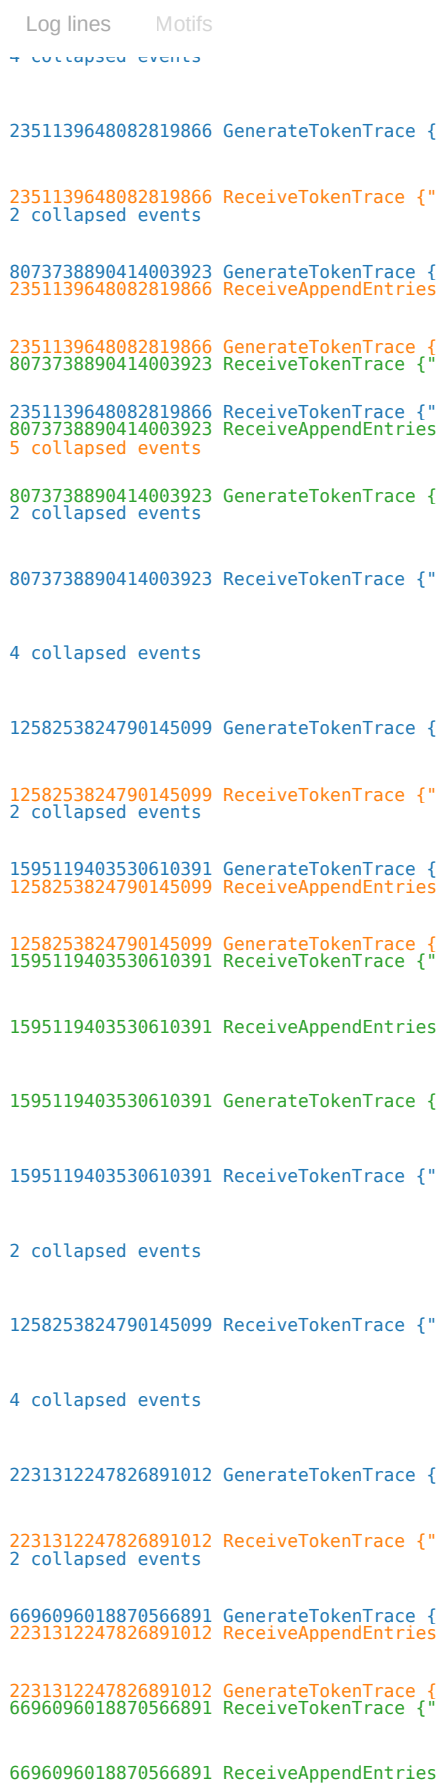 Log lines Motifs
4 collapsed events
2351139648082819866 GenerateTokenTrace {
2351139648082819866 ReceiveTokenTrace {"
2 collapsed events
8073738890414003923 GenerateTokenTrace {
2351139648082819866 ReceiveAppendEntries
2351139648082819866 GenerateTokenTrace {
8073738890414003923 ReceiveTokenTrace {"
2351139648082819866 ReceiveTokenTrace {"
8073738890414003923 ReceiveAppendEntries
5 collapsed events
8073738890414003923 GenerateTokenTrace {
2 collapsed events
8073738890414003923 ReceiveTokenTrace {"
4 collapsed events
1258253824790145099 GenerateTokenTrace {
1258253824790145099 ReceiveTokenTrace {"
2 collapsed events
1595119403530610391 GenerateTokenTrace {
1258253824790145099 ReceiveAppendEntries
1258253824790145099 GenerateTokenTrace {
1595119403530610391 ReceiveTokenTrace {"
1595119403530610391 ReceiveAppendEntries
1595119403530610391 GenerateTokenTrace {
1595119403530610391 ReceiveTokenTrace {"
2 collapsed events
1258253824790145099 ReceiveTokenTrace {"
4 collapsed events
2231312247826891012 GenerateTokenTrace {
2231312247826891012 ReceiveTokenTrace {"
2 collapsed events
6696096018870566891 GenerateTokenTrace {
2231312247826891012 ReceiveAppendEntries
2231312247826891012 GenerateTokenTrace {
6696096018870566891 ReceiveTokenTrace {"
6696096018870566891 ReceiveAppendEntries